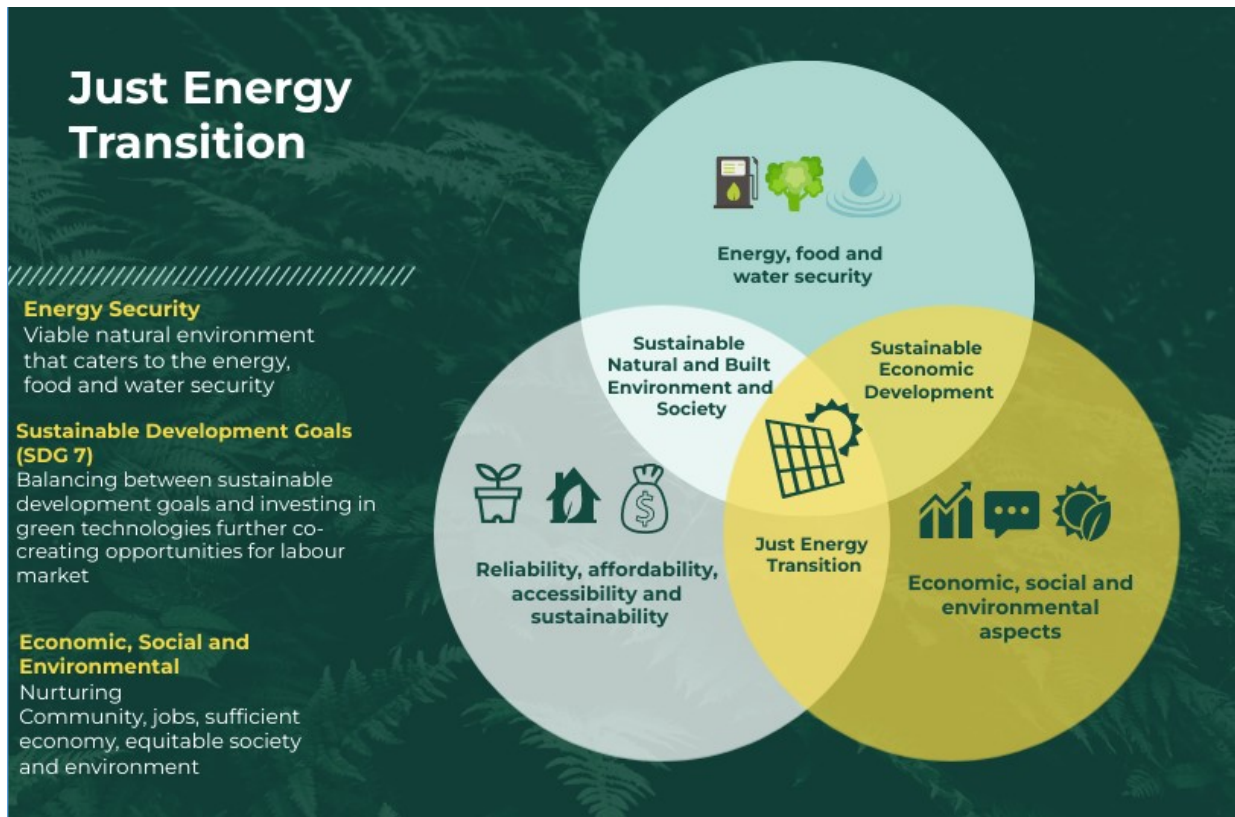 Just Energy
Transition
Energy Security
Viable natural environment
that caters to the energy,
food and water security
Sustainable Development Goals
(SDG 7)
Balancing between sustainable
development goals and investing in
green technologies further co-
creating opportunities for labour
market
Economic, Social and
Environmental
Nurturing
Community, jobs, sufficient
economy, equitable society
and environment
Energy, food and
water security
Sustainable
Natural and Built
Environment and
Society
Sustainable
Economic
Development
$
Reliability, affordability,
accessibility and
sustainability
Just Energy
Transition
Economic, social and
environmental
aspects